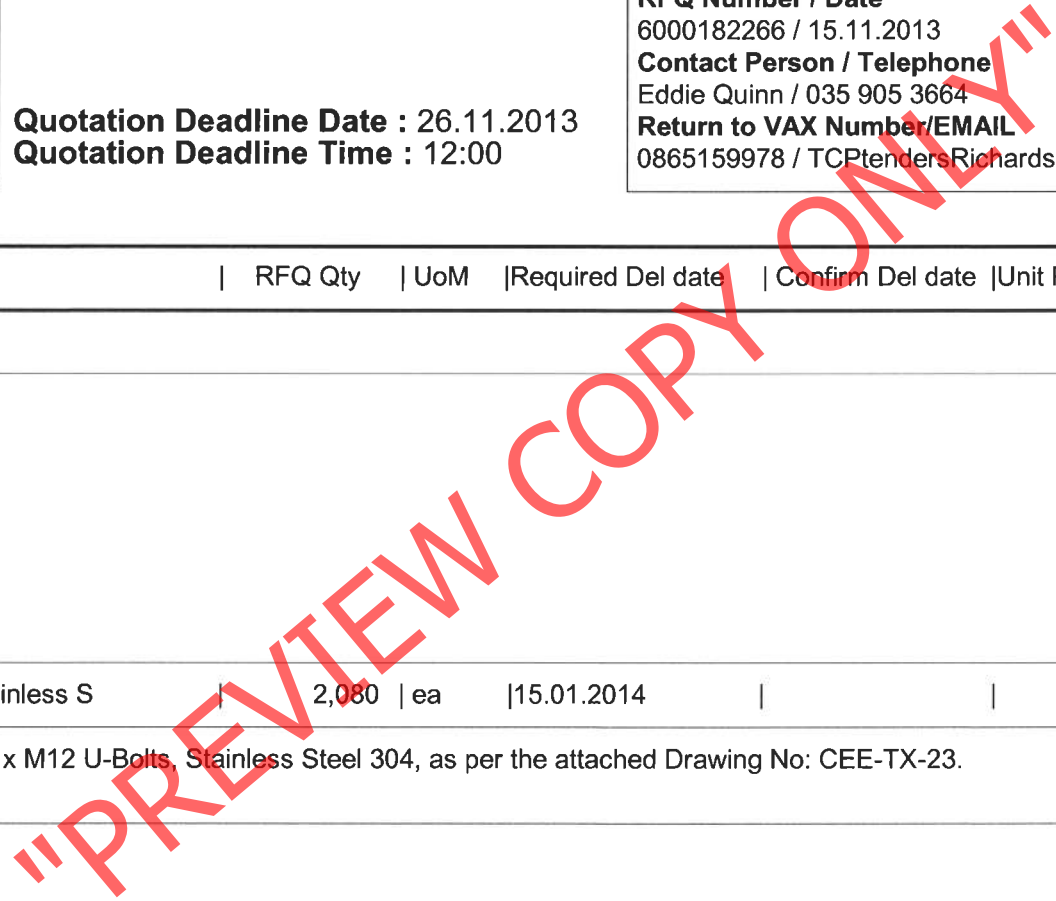 RFQ Number / Date
6000182266 / 15.11.2013
Contact Person / Telephone
Eddie Quinn / 035 905 3664
Return to VAX Number/EMAIL
0865159978 / TCPtendersRichards
Quotation Deadline Date : 26.11.2013
Quotation Deadline Time : 12:00
| RFQ Qty | UoM |Required Del date | Confirm Del date |Unit
inless S | 2,080 | ea |15.01.2014 | |
x M12 U-Bolts, Stainless Steel 304, as per the attached Drawing No: CEE-TX-23.
"PREVIEW COPY ONLY"